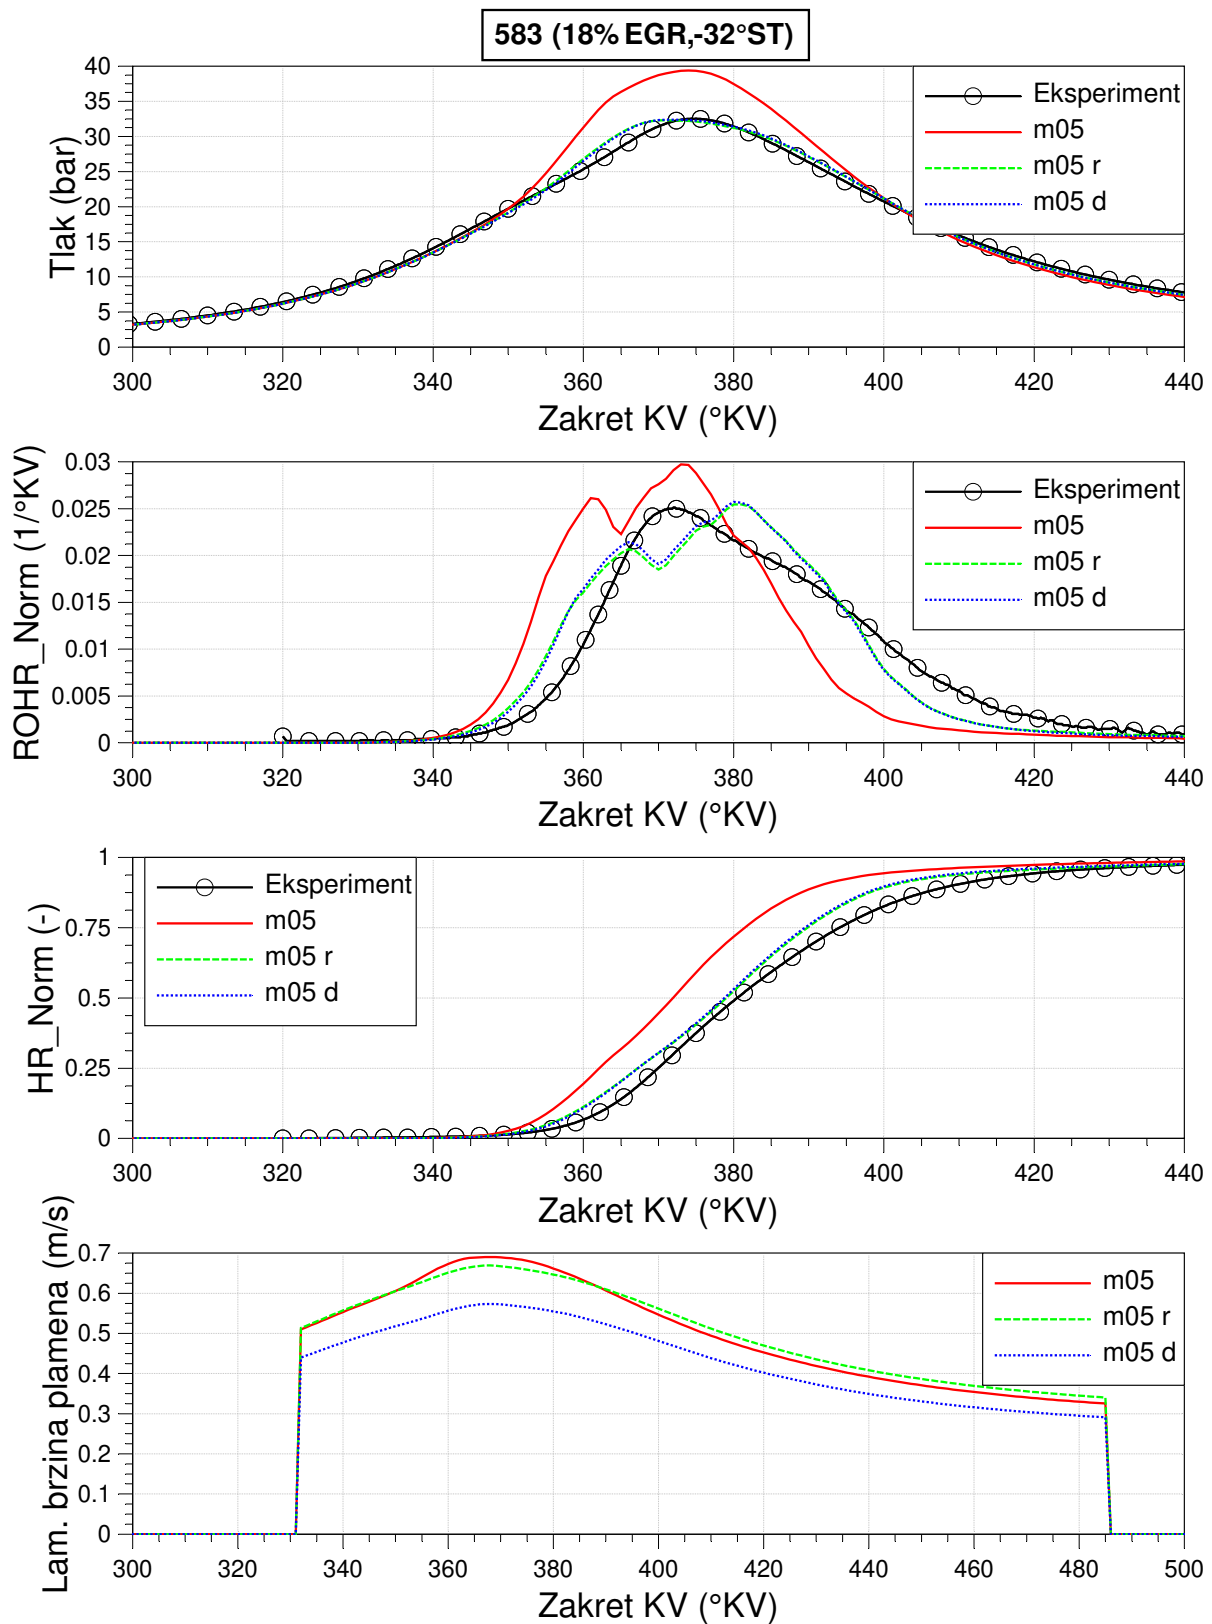 583 (18% EGR,-32°ST)
Tlak (bar)
40
35
30
25
20
15
10
5
0
300
320
340
360
380
400
420
440
Zakret KV (°KV)
Eksperiment
m05
m05 r
m05 d
ROHR_Norm (1/°KV)
0.03
0.025
0.02
0.015
0.01
0.005
0
300
320
340
360
380
400
420
440
Zakret KV (°KV)
Eksperiment
m05
m05 r
m05 d
HR_Norm (-)
1
0.75
0.5
0.25
0
300
320
340
360
380
400
420
440
Zakret KV (°KV)
Eksperiment
m05
m05 r
m05 d
Lam. brzina plamena (m/s)
0.7
0.6
0.5
0.4
0.3
0.2
0.1
0
300
320
340
360
380
400
420
440
460
480
500
Zakret KV (°KV)
m05
m05 r
m05 d